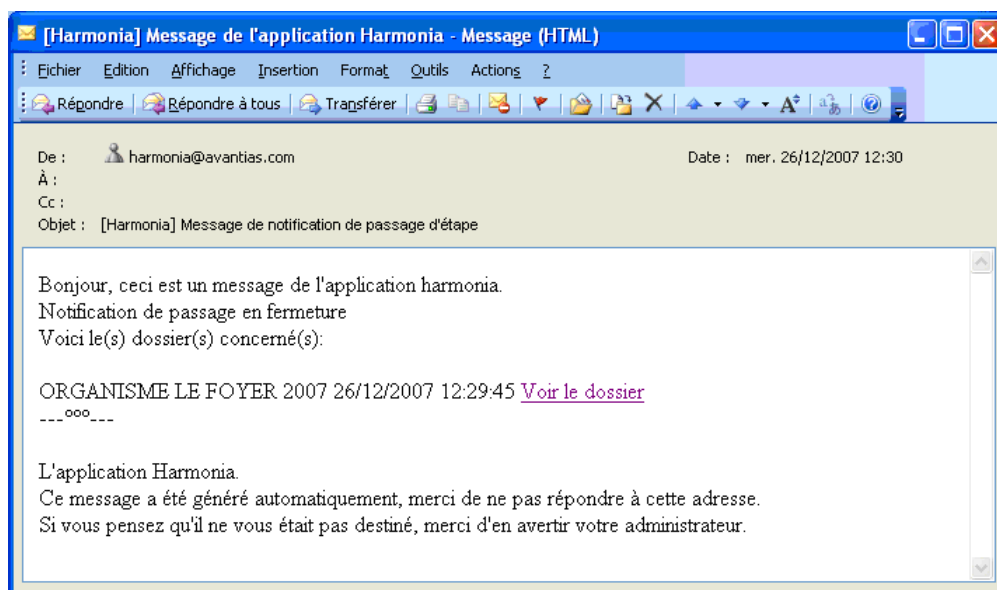 [Harmonia] Message de l'application Harmonia - Message (HTML)
Fichier Edition Affichage Insertion Format Outils Actions ?
Répondre Répondre à tous Transférer
De : harmonia@avantias.com Date : mer. 26/12/2007 12:30
À :
Cc :
Objet : [Harmonia] Message de notification de passage d'étape
Bonjour, ceci est un message de l'application harmonia.
Notification de passage en fermeture
Voici le(s) dossier(s) concerné(s):
ORGANISME LE FOYER 2007 26/12/2007 12:29:45 Voir le dossier
---°°°---
L'application Harmonia.
Ce message a été généré automatiquement, merci de ne pas répondre à cette adresse.
Si vous pensez qu'il ne vous était pas destiné, merci d'en avertir votre administrateur.